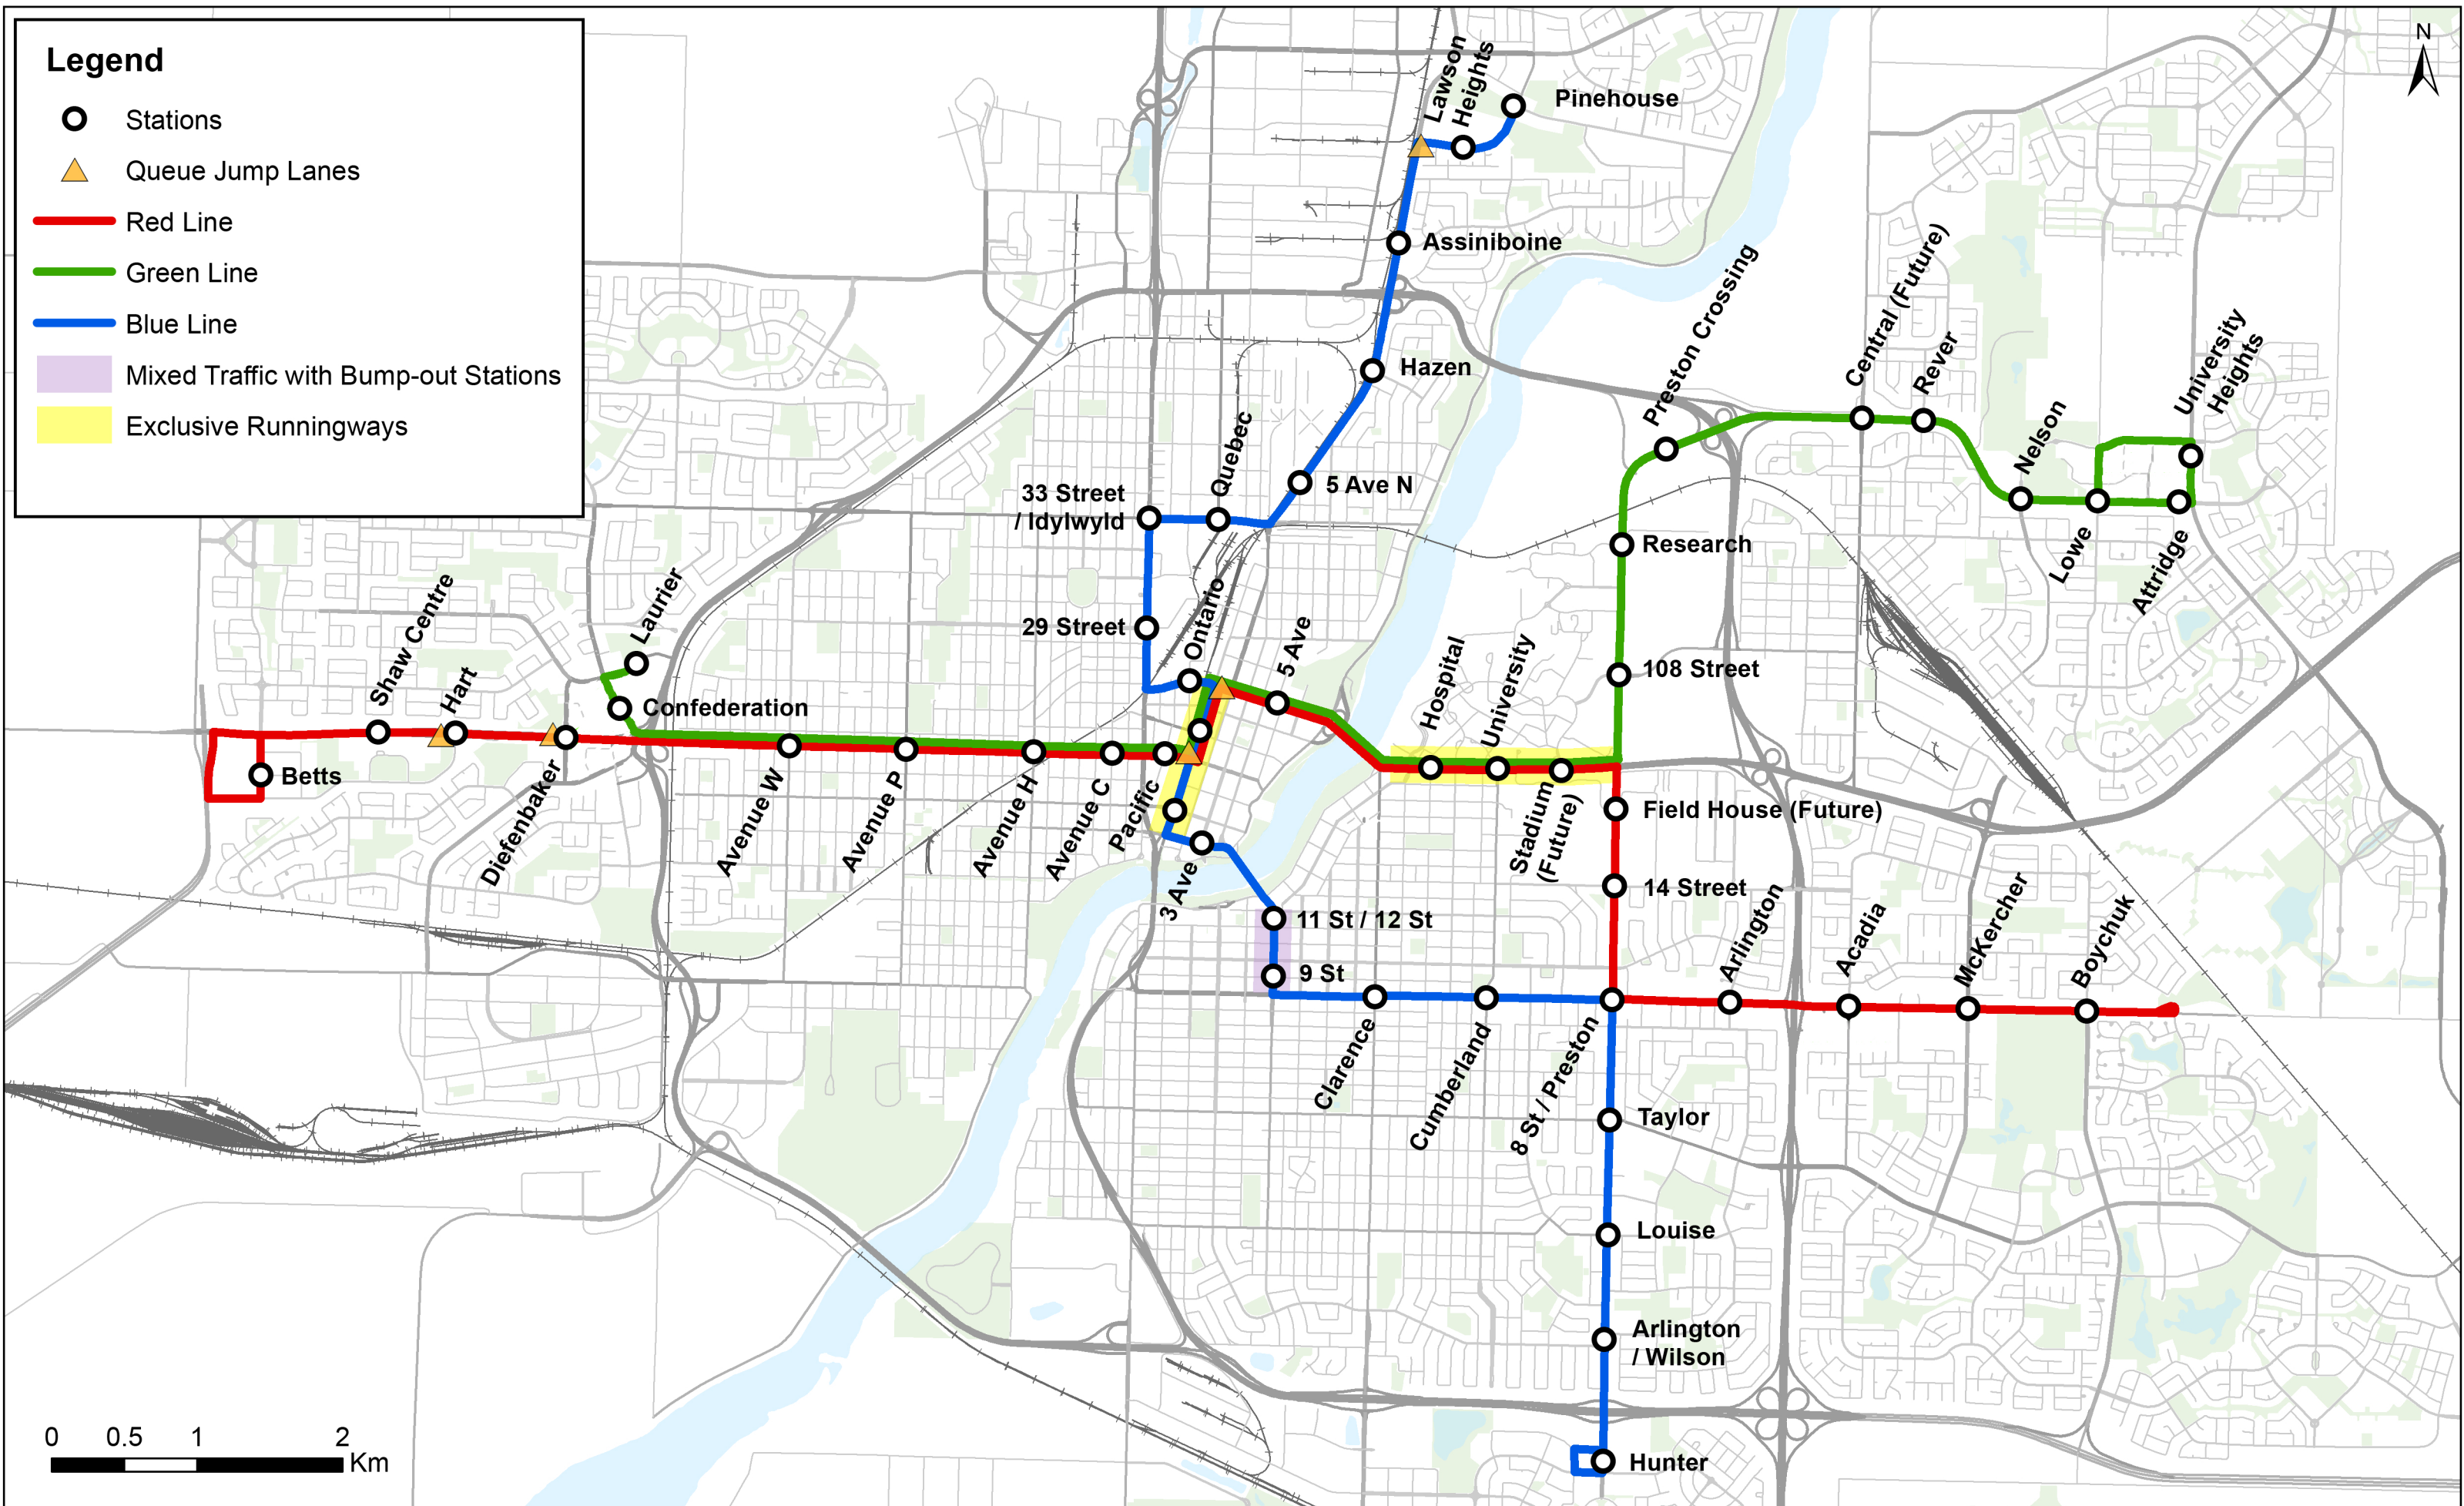 Legend
Stations
Queue Jump Lanes
Red Line
Green Line
Blue Line
Mixed Traffic with Bump-out Stations
Exclusive Runningways
N
Lawson
Heights
Pinehouse
Assiniboine
Hazen
5 Ave N
Quebec
33 Street
/ Idylwyld
29 Street
Ontario
5 Ave
Preston Crossing
Central (Future)
Rever
Nelson
University
Heights
Lowe
Attridge
Research
108 Street
Hospital
University
Stadium
(Future)
Field House (Future)
14 Street
Laurier
Confederation
Shaw Centre
Hart
Betts
Diefenbaker
Avenue W
Avenue P
Avenue H
Avenue C
Pacific
3 Ave
11 St / 12 St
9 St
Clarence
Cumberland
8 St / Preston
Arlington
Acadia
McKercher
Boychuk
Taylor
Louise
Arlington
/ Wilson
Hunter
0 0.5 1 2
Km